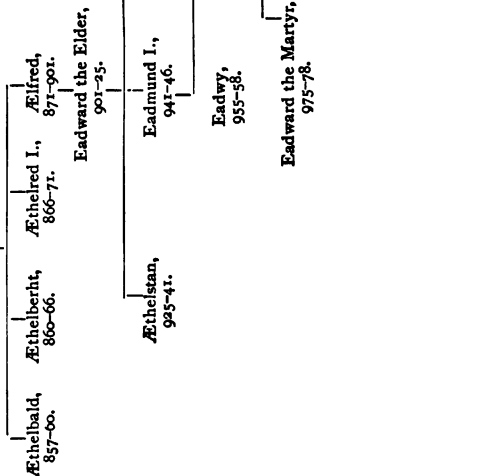 Æthelbald,
857-60.
Æthelberht,
860-66.
Æthelred I.,
866-71.
Ælfred,
871-901.
Eadward the Elder,
901-25.
Æthelstan,
925-41.
Eadmund I.,
941-46.
Eadwy,
955-58.
Eadward the Martyr,
975-78.